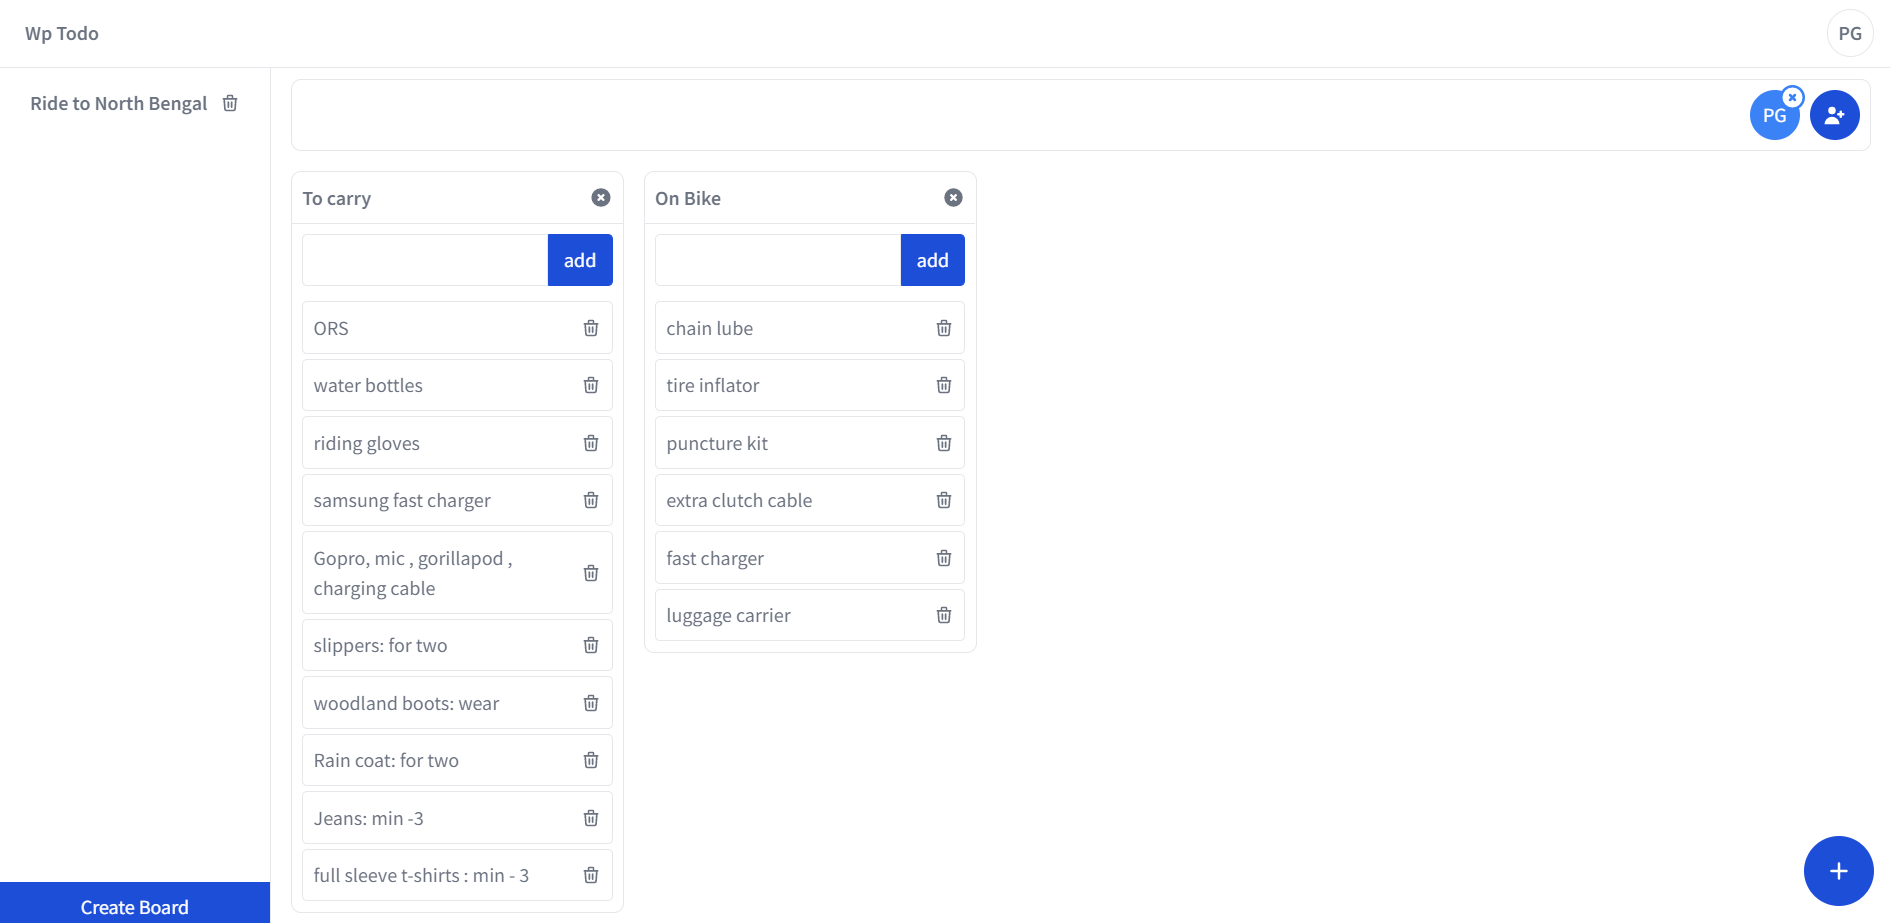 Wp Todo
PG
Ride to North Bengal
PG
To carry
add
ORS
water bottles
riding gloves
samsung fast charger
Gopro, mic , gorillapod ,
charging cable
slippers: for two
woodland boots: wear
Rain coat: for two
Jeans: min -3
full sleeve t-shirts : min - 3
On Bike
add
chain lube
tire inflator
puncture kit
extra clutch cable
fast charger
luggage carrier
Create Board